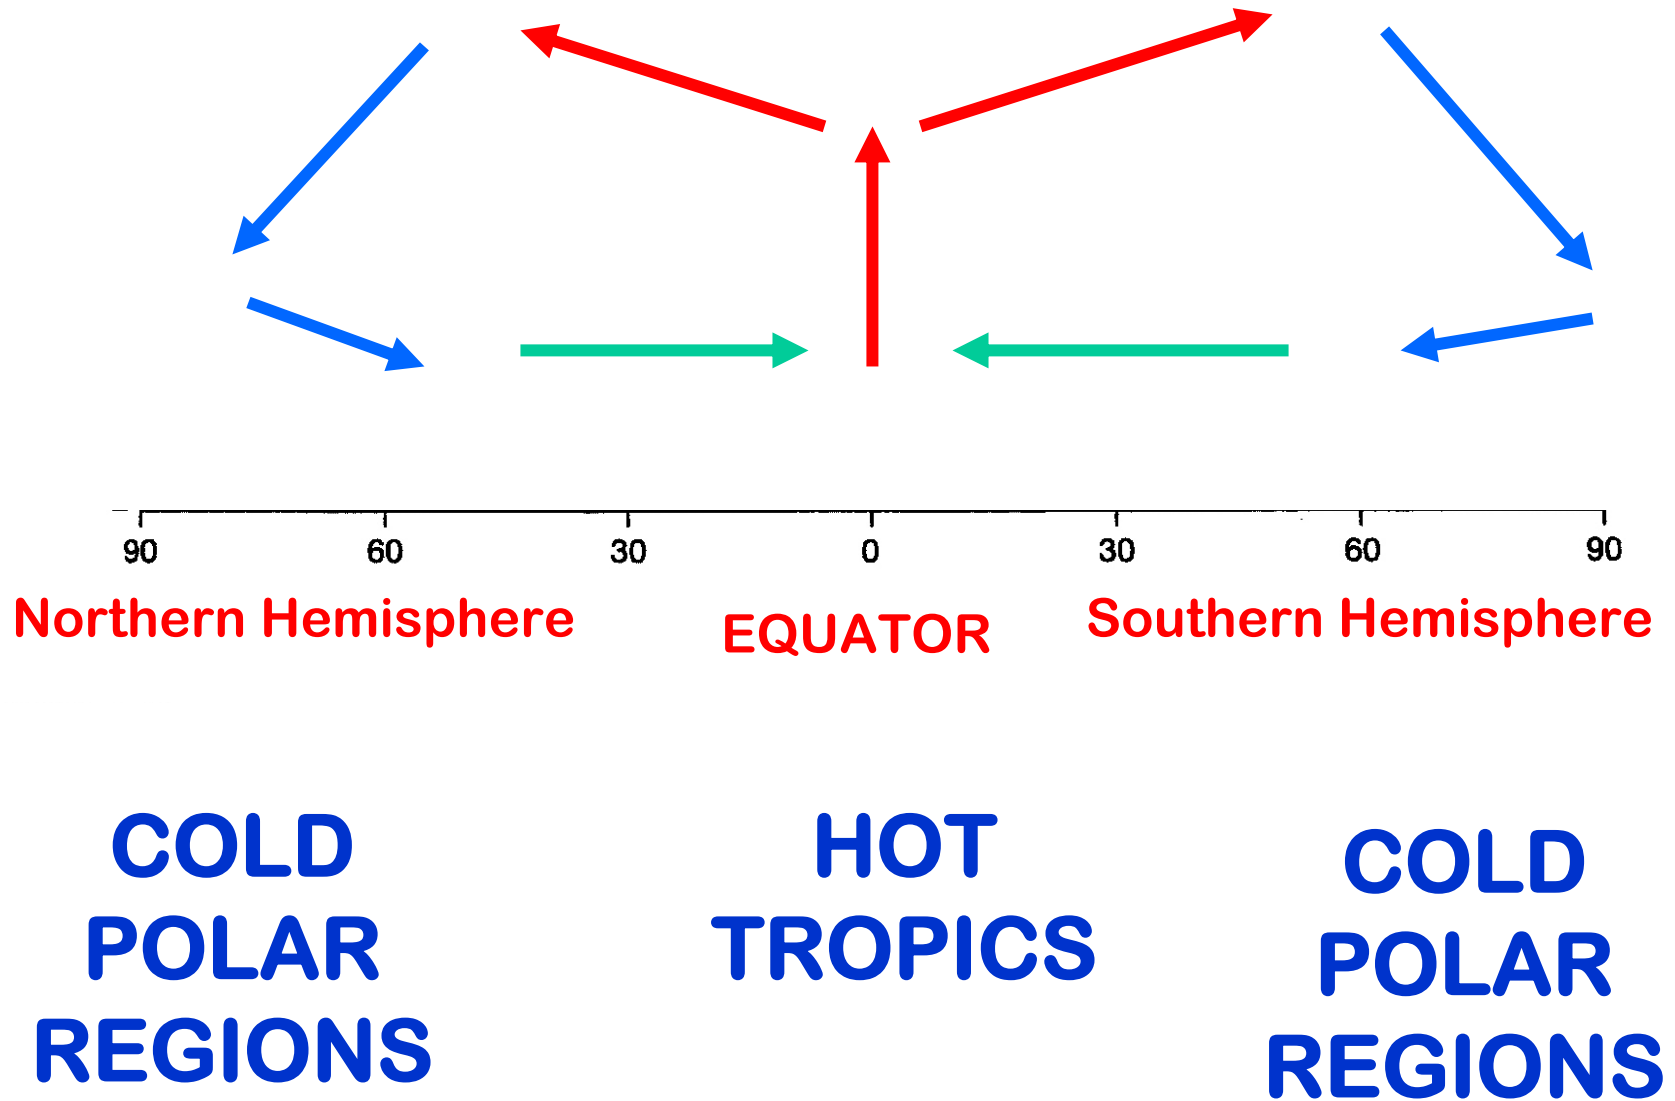 90 60 30 0 30 60 90
Northern Hemisphere
EQUATOR
Southern Hemisphere
COLD
POLAR
REGIONS
HOT
TROPICS
COLD
POLAR
REGIONS